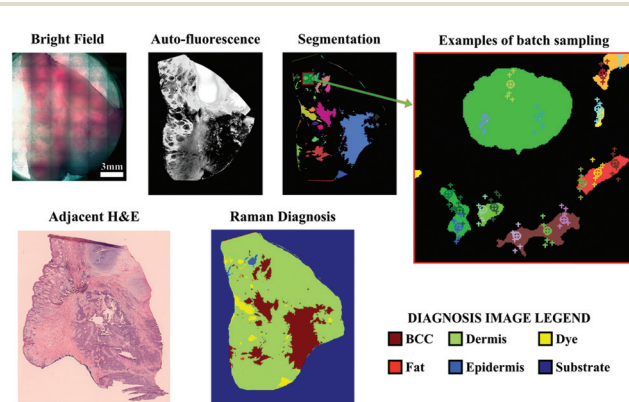 Bright Field
Auto-fluorescence
Segmentation
Examples of batch sampling
3mm
Adjacent H&E
Raman Diagnosis
DIAGNOSIS IMAGE LEGEND
BCC
Dermis
Dye
Fat
Epidermis
Substrate